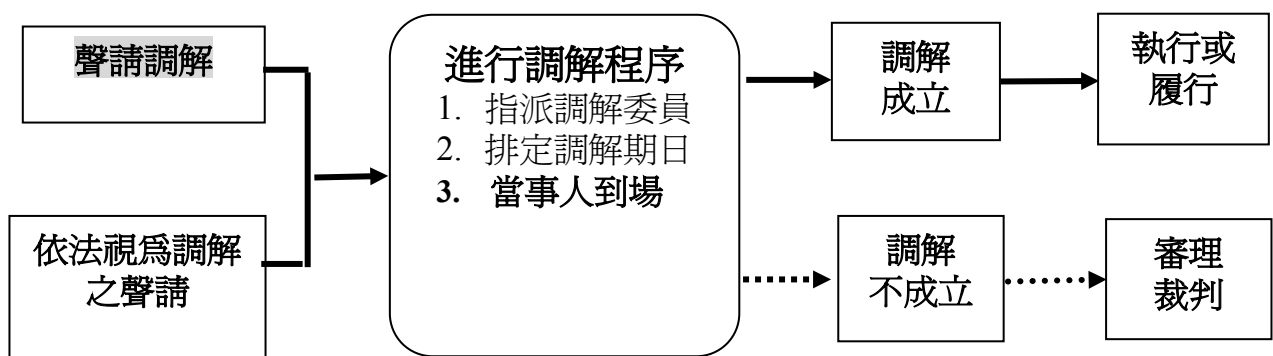 聲請調解
依法視為調解
之聲請
進行調解程序
1. 指派調解委員
2. 排定調解期日
3. 當事人到場
調解
成立
執行或
履行
調解
不成立
審理
裁判